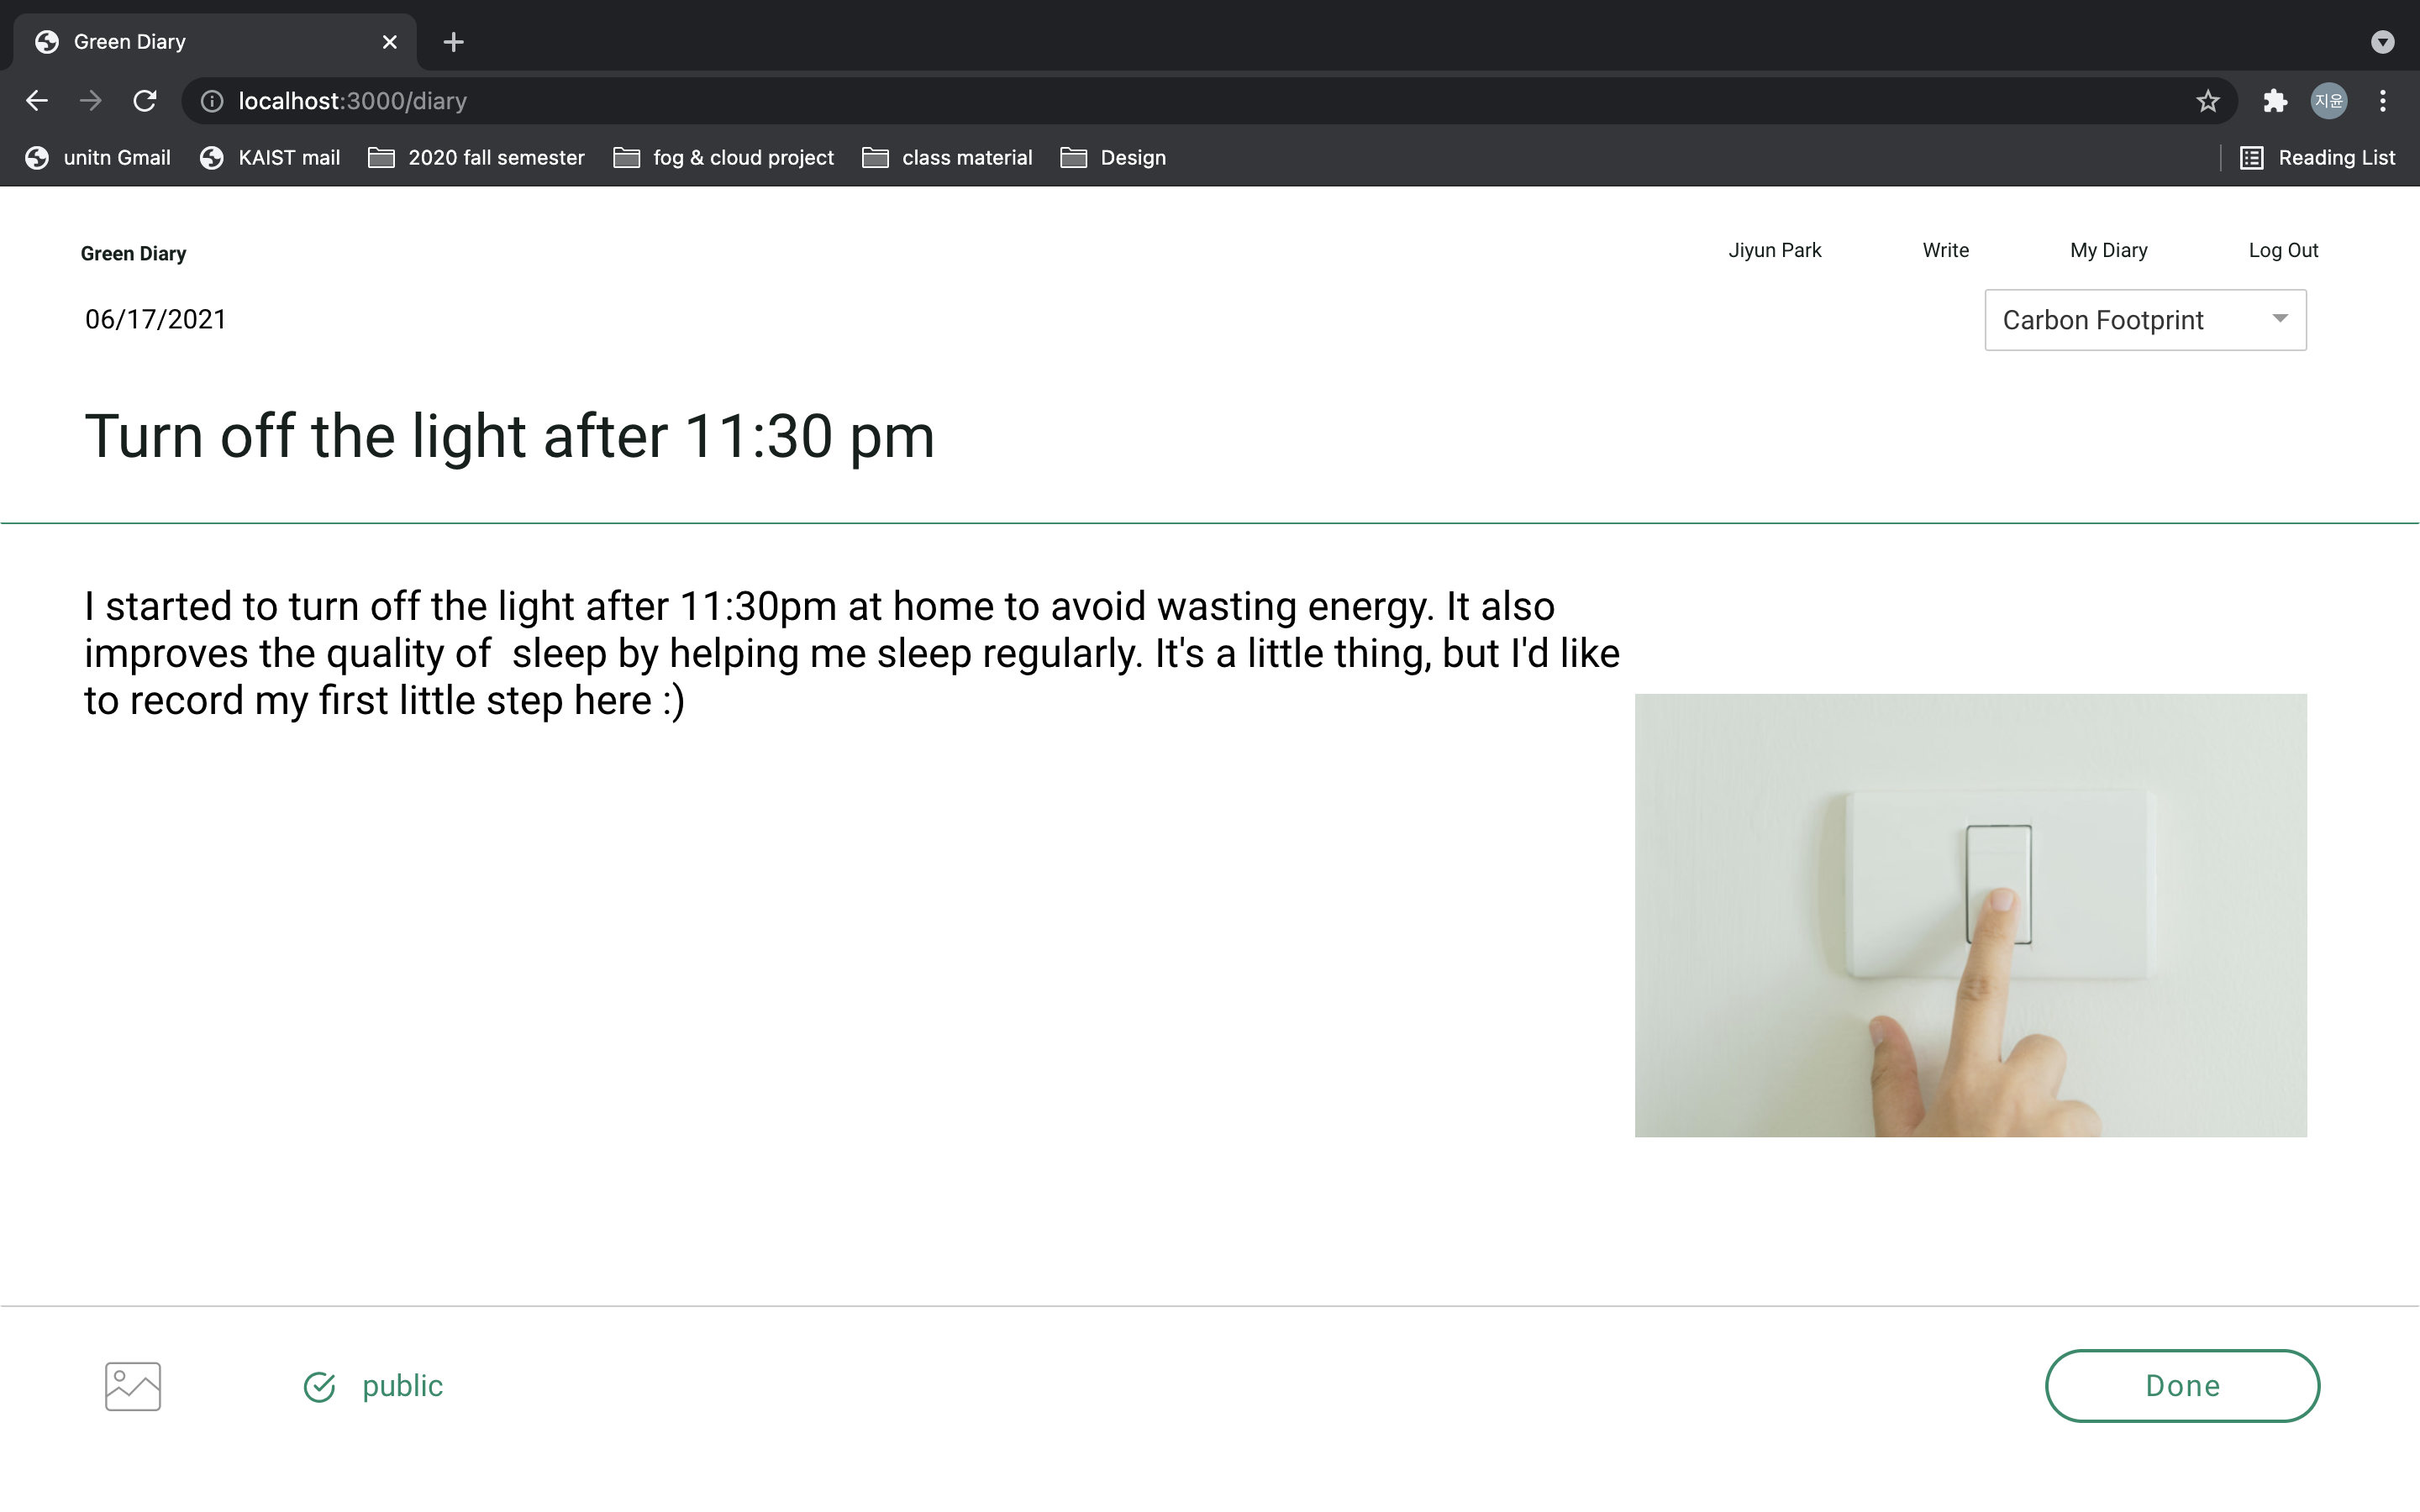 Green Diary
localhost:3000/diary
지윤
unitn Gmail
KAIST mail
2020 fall semester
fog & cloud project
class material
Design
Reading List
Green Diary
Jiyun Park
Write
My Diary
Log Out
06/17/2021
Carbon Footprint
Turn off the light after 11:30 pm
I started to turn off the light after 11:30pm at home to avoid wasting energy. It also
improves the quality of  sleep by helping me sleep regularly. It's a little thing, but I'd like
to record my first little step here :)
public
Done